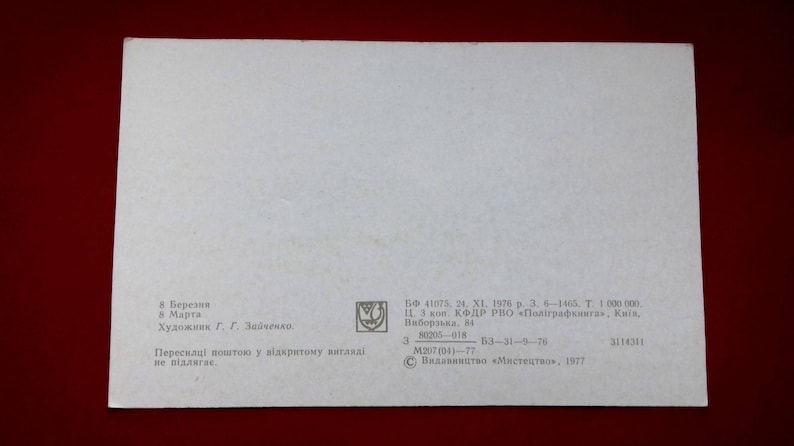 8 Березня
8 Марта
Художник Г. Г. Зайченко.
Пересилці поштою у відкритому вигляді
не підлягає.
БФ 41075. 24. XI. 1976 р. З. 6—1465. Т. 1 000 000.
Ц. 3 коп. КФДР РВО «Поліграфкнига», Київ,
Виборзька, 84
З 80205—018 / М207(04)—77 БЗ—31—9—76 3114311
© Видавництво «Мистецтво», 1977